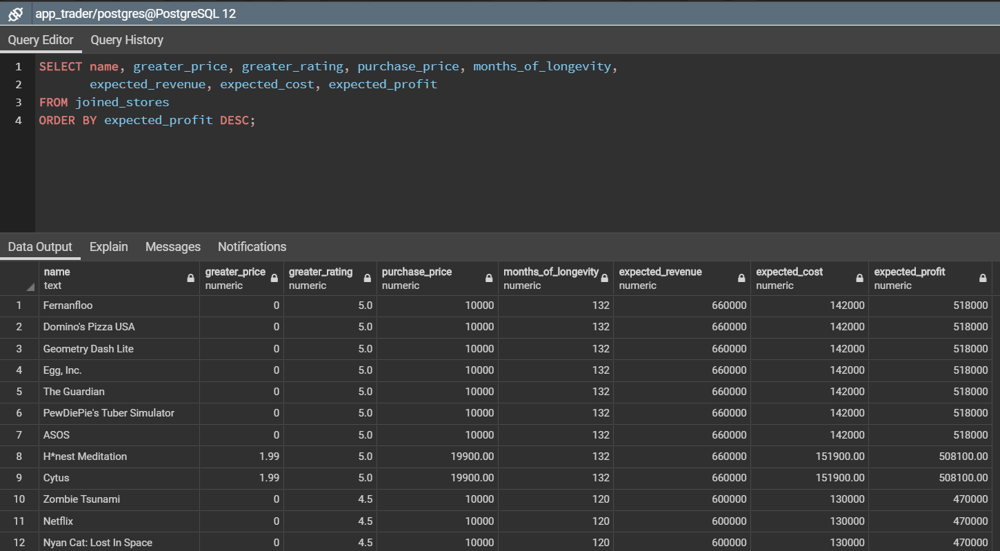 app_trader/postgres@PostgreSQL 12
Query Editor Query History
1 SELECT name, greater_price, greater_rating, purchase_price, months_of_longevity,
2 expected_revenue, expected_cost, expected_profit
3 FROM joined_stores
4 ORDER BY expected_profit DESC;
Data Output Explain Messages Notifications
name greater_price greater_rating purchase_price months_of_longevity expected_revenue expected_cost expected_profit
text numeric numeric numeric numeric numeric numeric numeric
1 Fernanfloo 0 5.0 10000 132 660000 142000 518000
2 Domino's Pizza USA 0 5.0 10000 132 660000 142000 518000
3 Geometry Dash Lite 0 5.0 10000 132 660000 142000 518000
4 Egg, Inc. 0 5.0 10000 132 660000 142000 518000
5 The Guardian 0 5.0 10000 132 660000 142000 518000
6 PewDiePie's Tuber Simulator 0 5.0 10000 132 660000 142000 518000
7 ASOS 0 5.0 10000 132 660000 142000 518000
8 H*nest Meditation 1.99 5.0 19900.00 132 660000 151900.00 508100.00
9 Cytus 1.99 5.0 19900.00 132 660000 151900.00 508100.00
10 Zombie Tsunami 0 4.5 10000 120 600000 130000 470000
11 Netflix 0 4.5 10000 120 600000 130000 470000
12 Nyan Cat: Lost In Space 0 4.5 10000 120 600000 130000 470000